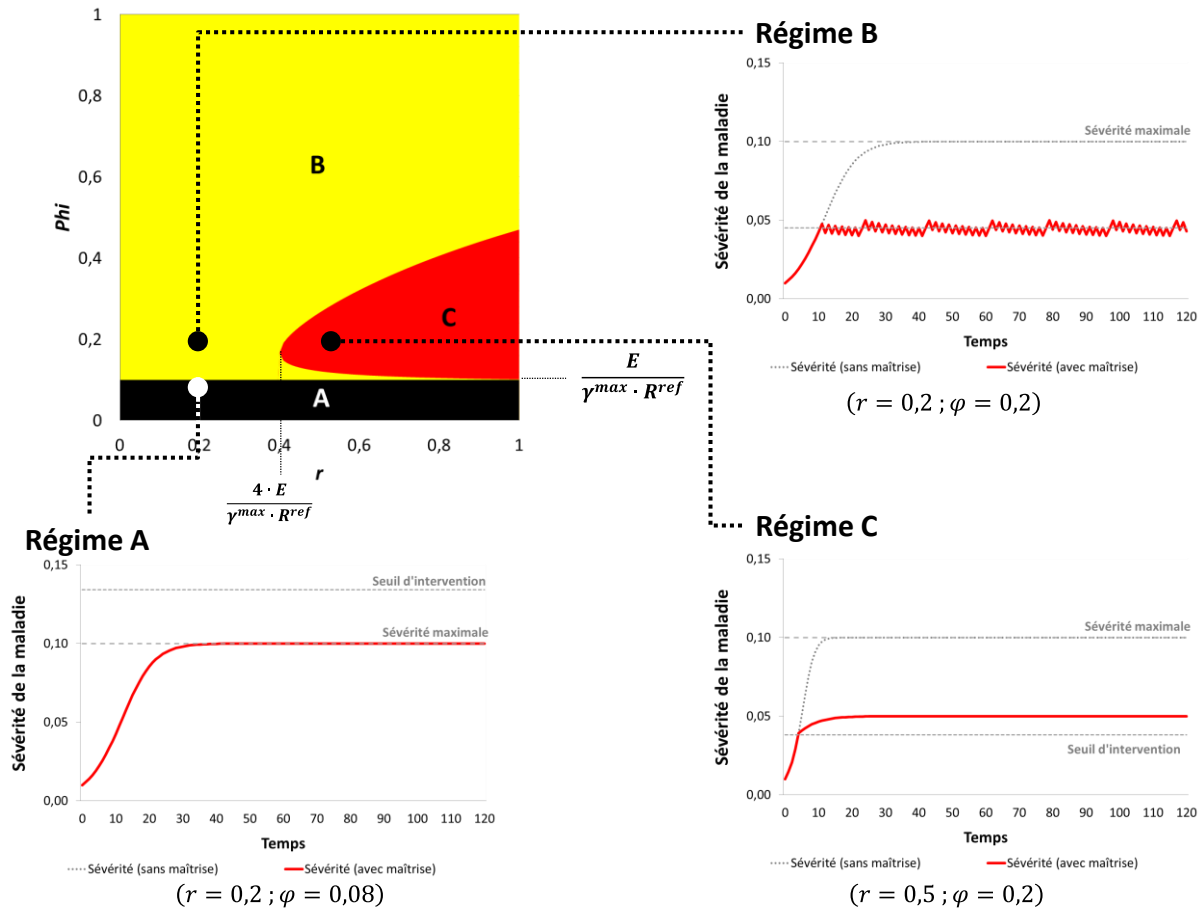 Régime B
1
0,8
0,6
0,4
0,2
0
Phi
B
C
A
0
0,2
0,4
0,6
0,8
1
r
E
γ^max · R^ref
4 · E
γ^max · R^ref
0,15
0,10
0,05
0,00
Sévérité de la maladie
Sévérité maximale
0 10 20 30 40 50 60 70 80 90 100 110 120
Temps
Sévérité (sans maîtrise) Sévérité (avec maîtrise)
(r = 0,2 ; φ = 0,2)
Régime A
0,15
0,10
0,05
0,00
Sévérité de la maladie
Seuil d'intervention
Sévérité maximale
0 10 20 30 40 50 60 70 80 90 100 110 120
Temps
Sévérité (sans maîtrise) Sévérité (avec maîtrise)
(r = 0,2 ; φ = 0,08)
Régime C
0,15
0,10
0,05
0,00
Sévérité de la maladie
Sévérité maximale
Seuil d'intervention
0 10 20 30 40 50 60 70 80 90 100 110 120
Temps
Sévérité (sans maîtrise) Sévérité (avec maîtrise)
(r = 0,5 ; φ = 0,2)